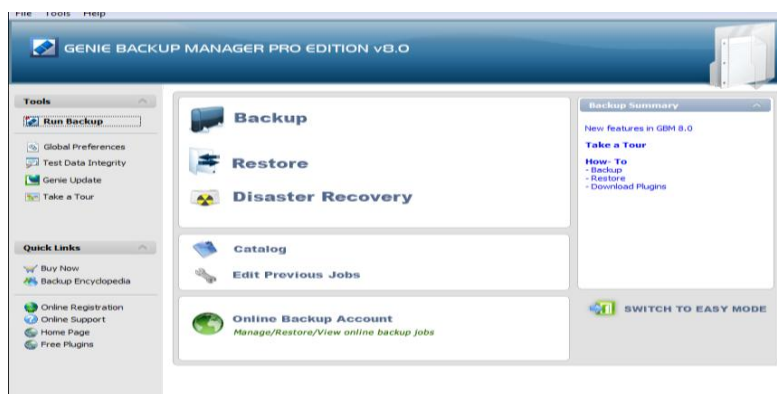 File Tools Help
GENIE BACKUP MANAGER PRO EDITION v8.0
Tools
Run Backup
Global Preferences
Test Data Integrity
Genie Update
Take a Tour
Quick Links
Buy Now
Backup Encyclopedia
Online Registration
Online Support
Home Page
Free Plugins
Backup
Restore
Disaster Recovery
Catalog
Edit Previous Jobs
Online Backup Account
Manage/Restore/View online backup jobs
Backup Summary
New features in GBM 8.0
Take a Tour
How- To
- Backup
- Restore
- Download Plugins
SWITCH TO EASY MODE